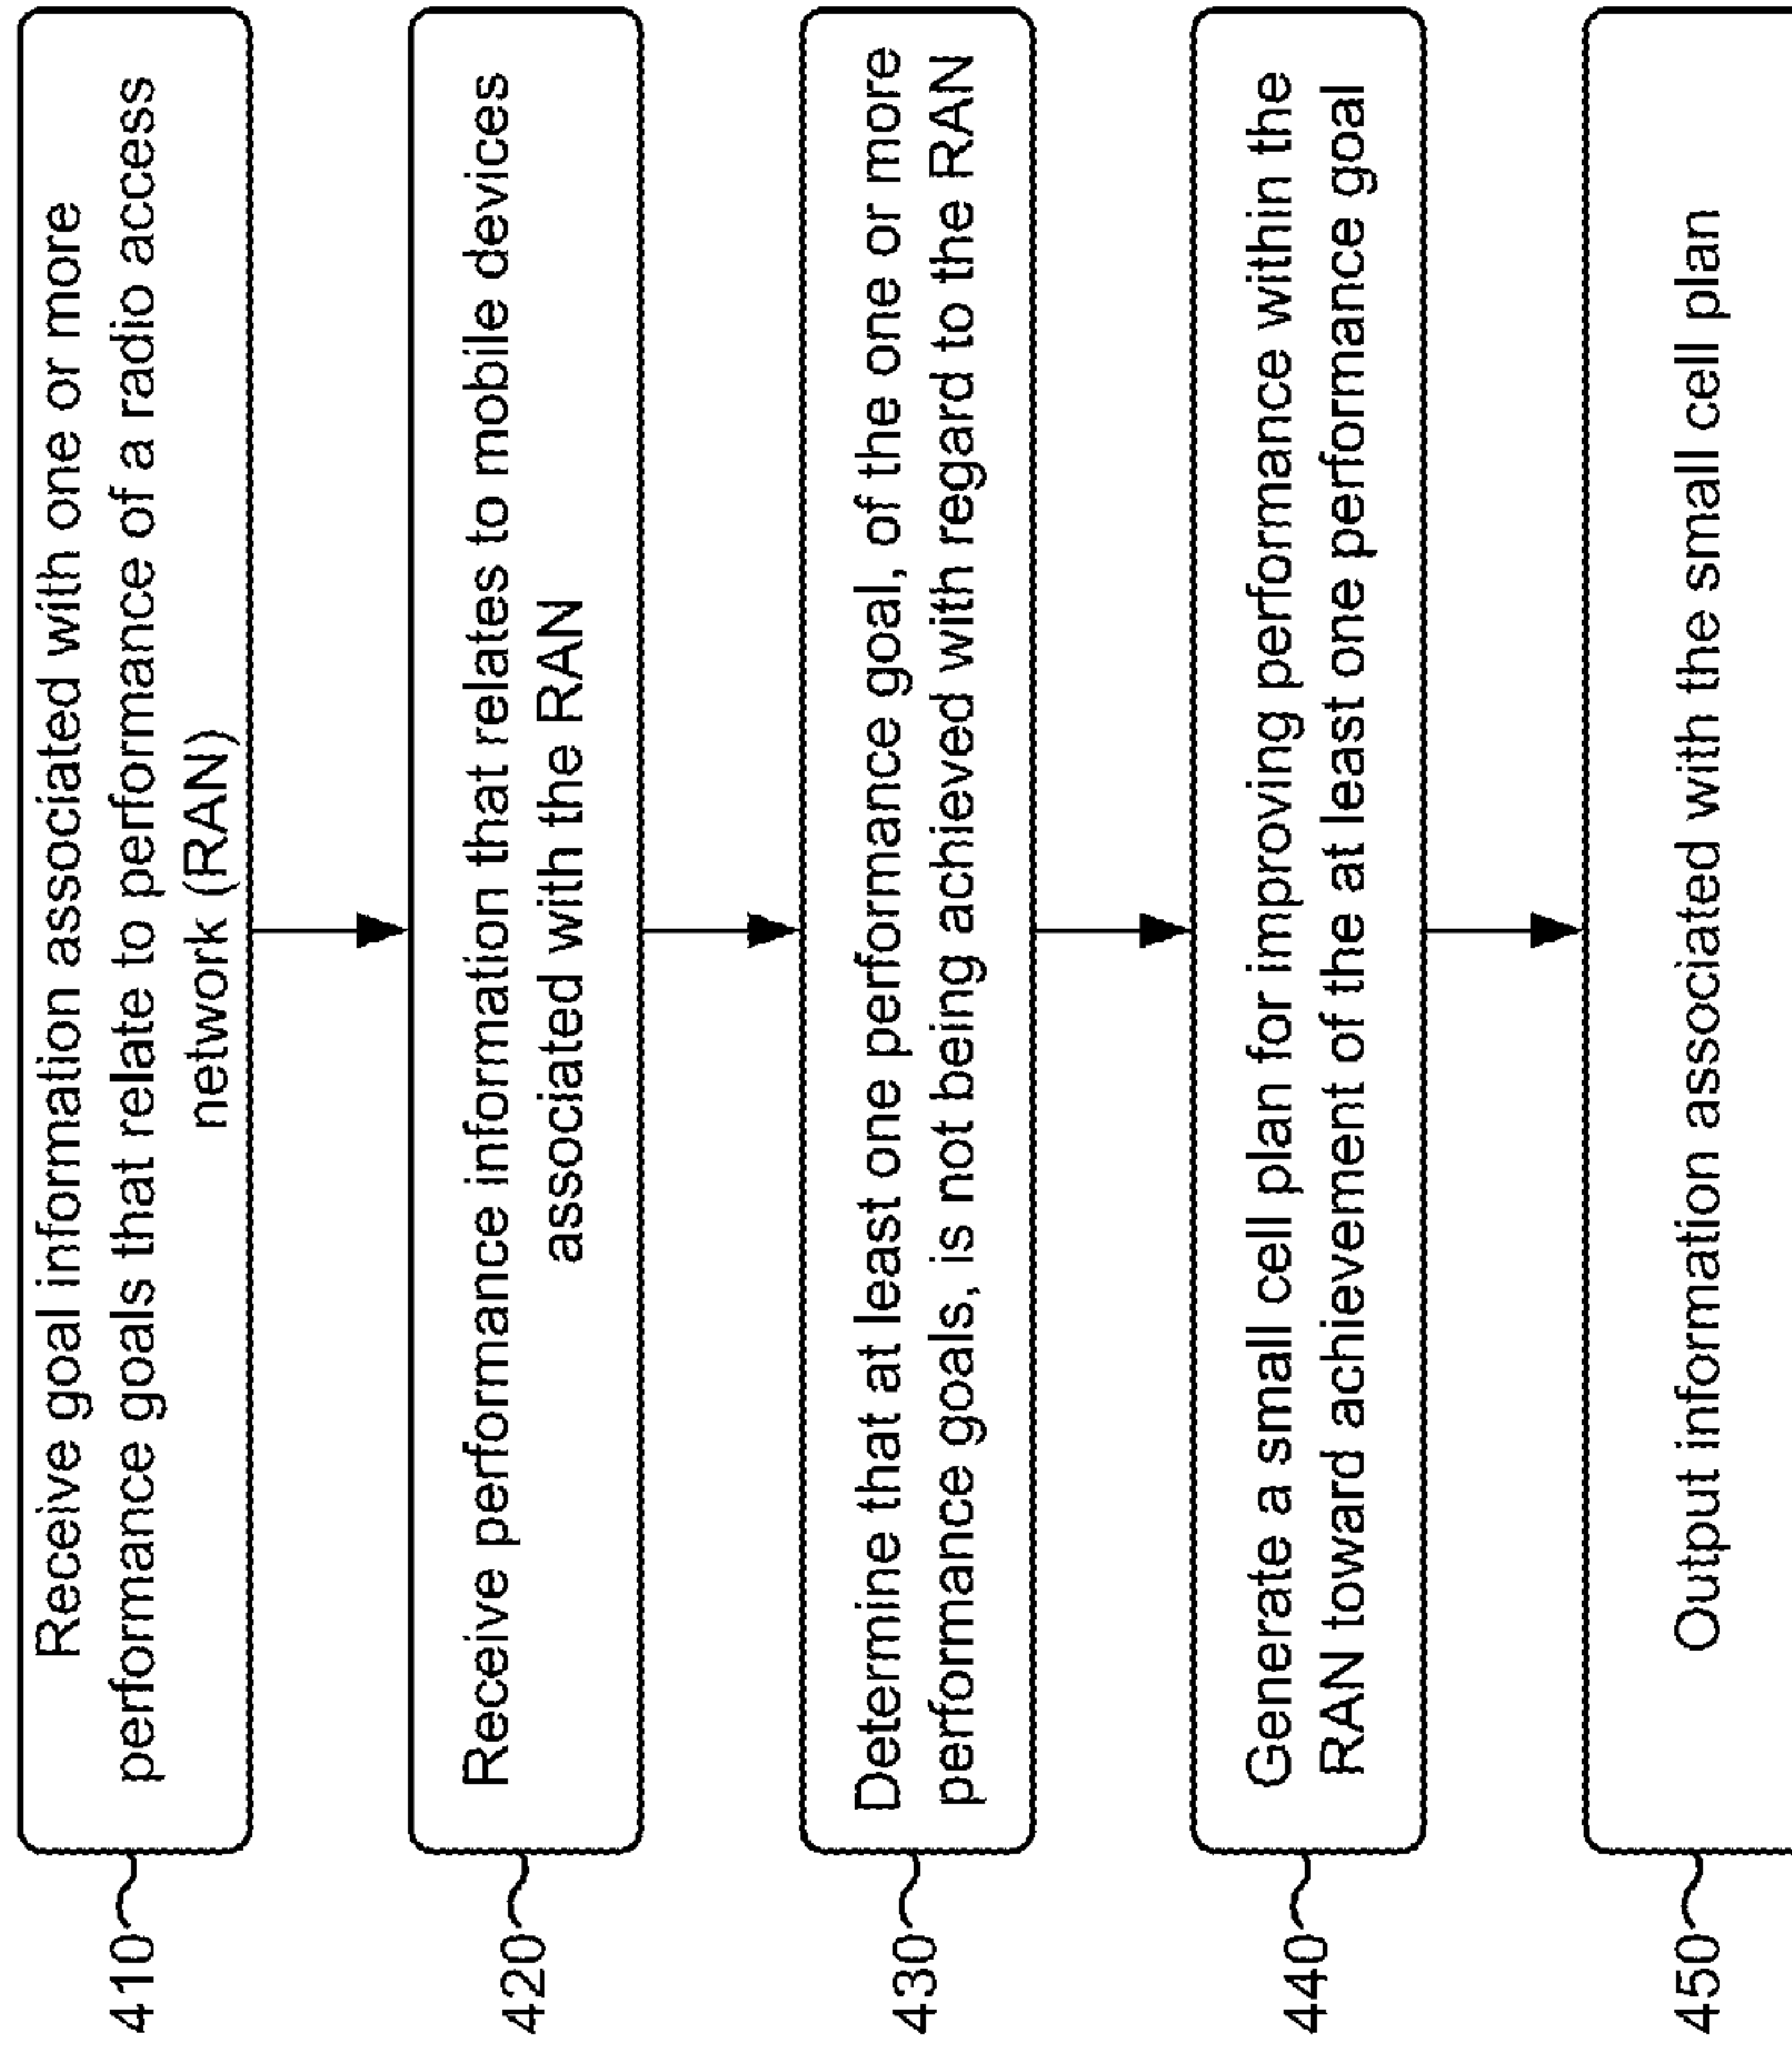 410
Receive goal information associated with one or more
performance goals that relate to performance of a radio access
network (RAN)
420
Receive performance information that relates to mobile devices
associated with the RAN
430
Determine that at least one performance goal, of the one or more
performance goals, is not being achieved with regard to the RAN
440
Generate a small cell plan for improving performance within the
RAN toward achievement of the at least one performance goal
450
Output information associated with the small cell plan